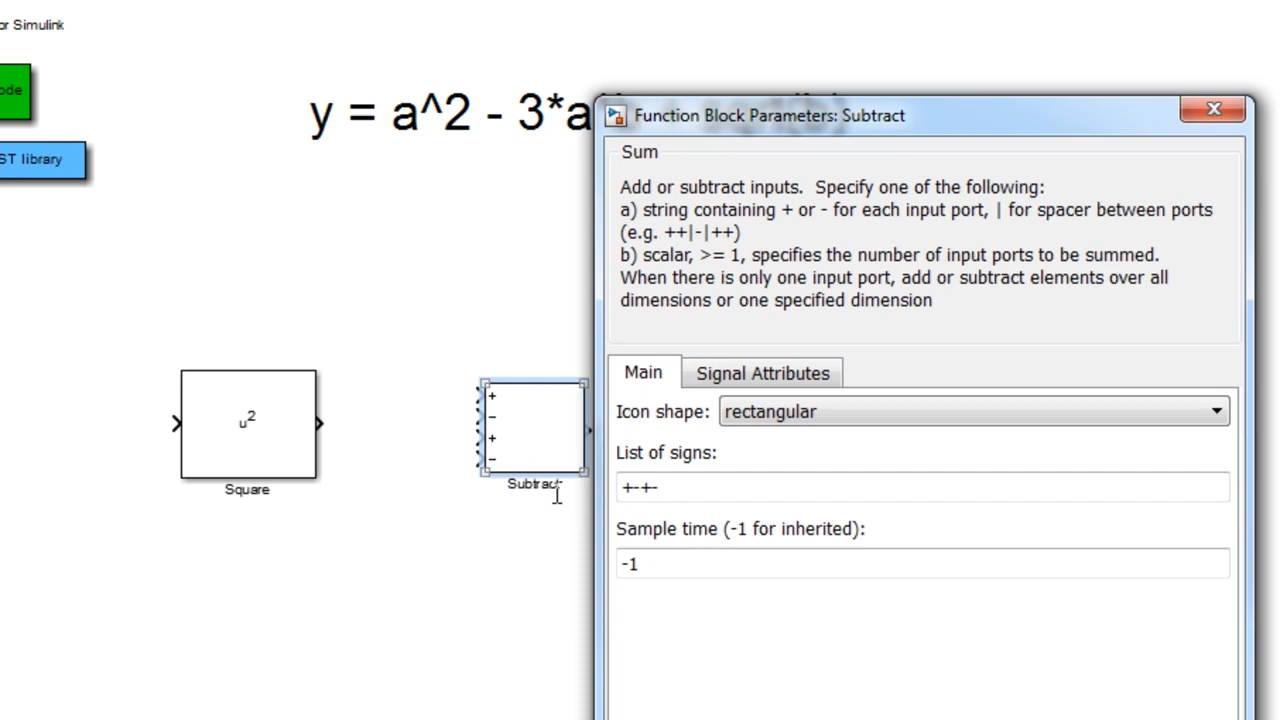 or Simulink
ode
y = a^2 - 3*a
ST library
Function Block Parameters: Subtract
Sum
Add or subtract inputs.  Specify one of the following:
a) string containing + or - for each input port, | for spacer between ports
(e.g. ++|-|++)
b) scalar, >= 1, specifies the number of input ports to be summed.
When there is only one input port, add or subtract elements over all
dimensions or one specified dimension
Main
Signal Attributes
Icon shape:
rectangular
List of signs:
+-+-
Sample time (-1 for inherited):
-1
u^2
Square
+
-
+
-
Subtract